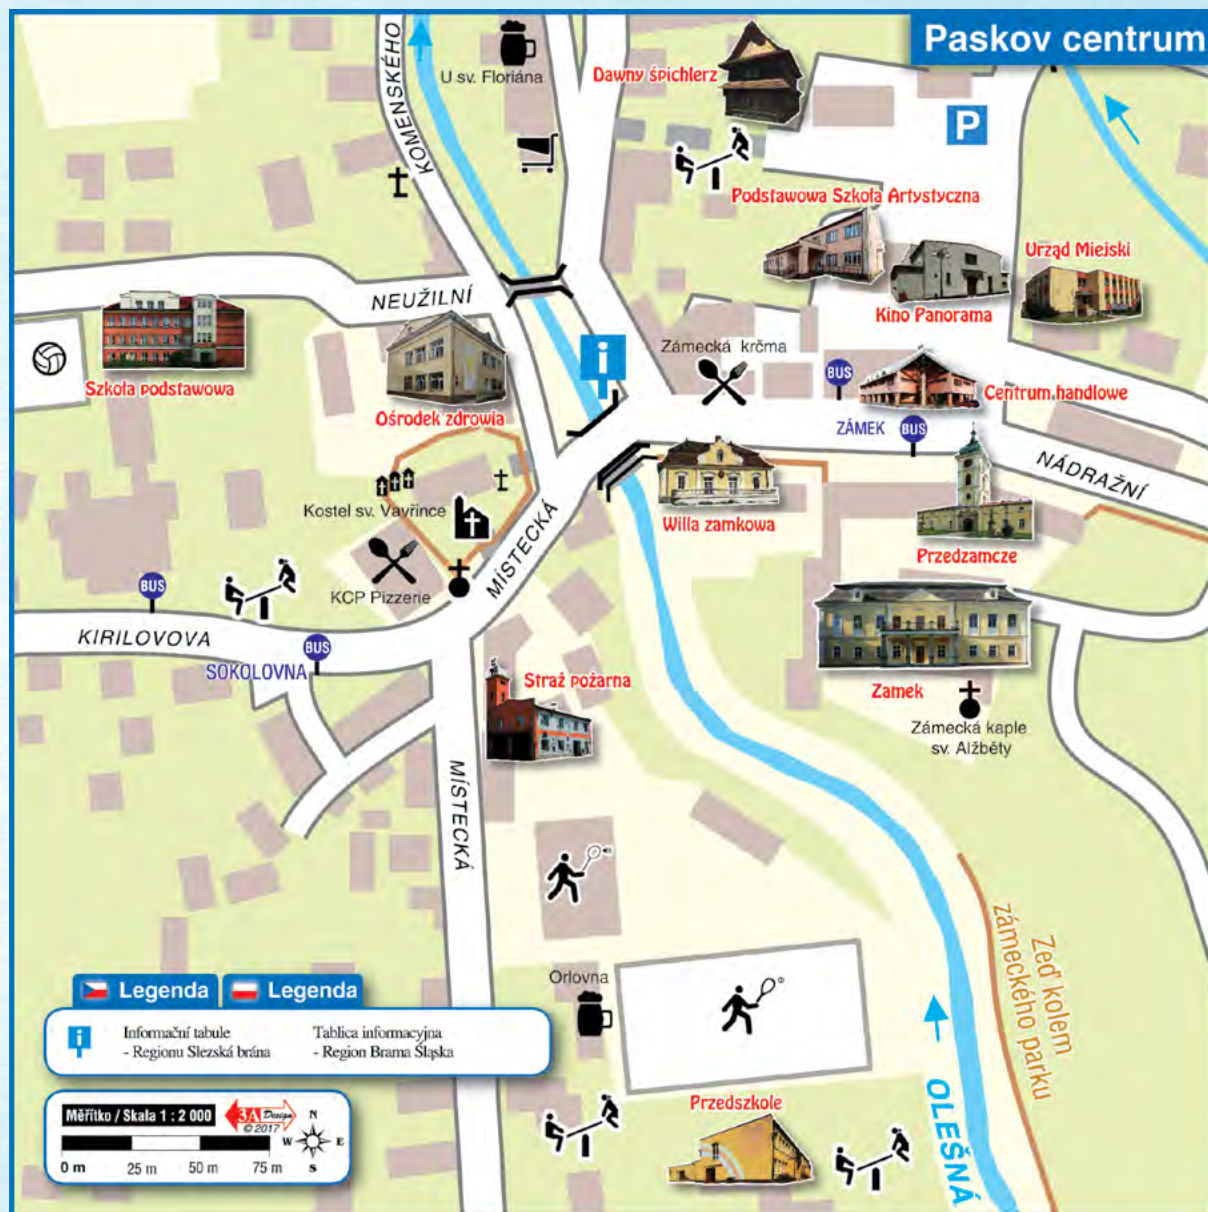 Paskov centrum
KOMENSKÉHO
U sv. Floriána
Dawny śpichlerz
P
Podstawowa Szkoła Artystyczna
Urząd Miejski
Kino Panorama
NEUŽILNÍ
i
Zámecká krčma
BUS
Centrum handlowe
Szkoła podstawowa
Ośrodek zdrowia
ZÁMEK
BUS
NÁDRAŽNÍ
Kostel sv. Vavřince
Willa zamkowa
Przedzamcze
MÍSTECKÁ
BUS
KCP Pizzerie
KIRILOVOVA
BUS
SOKOLOVNA
Straż pożarna
Zamek
Zámecká kaple
sv. Alžběty
MÍSTECKÁ
Zeď kolem
zámeckého parku
Orlovna
OLEŠNÁ
Przedszkole
Legenda
Legenda
i
Informační tabule
- Regionu Slezská brána
Tablica informacyjna
- Region Brama Śląska
Měřítko / Skala 1 : 2 000
3A Design
© 2017
N
W E
S
0 m 25 m 50 m 75 m